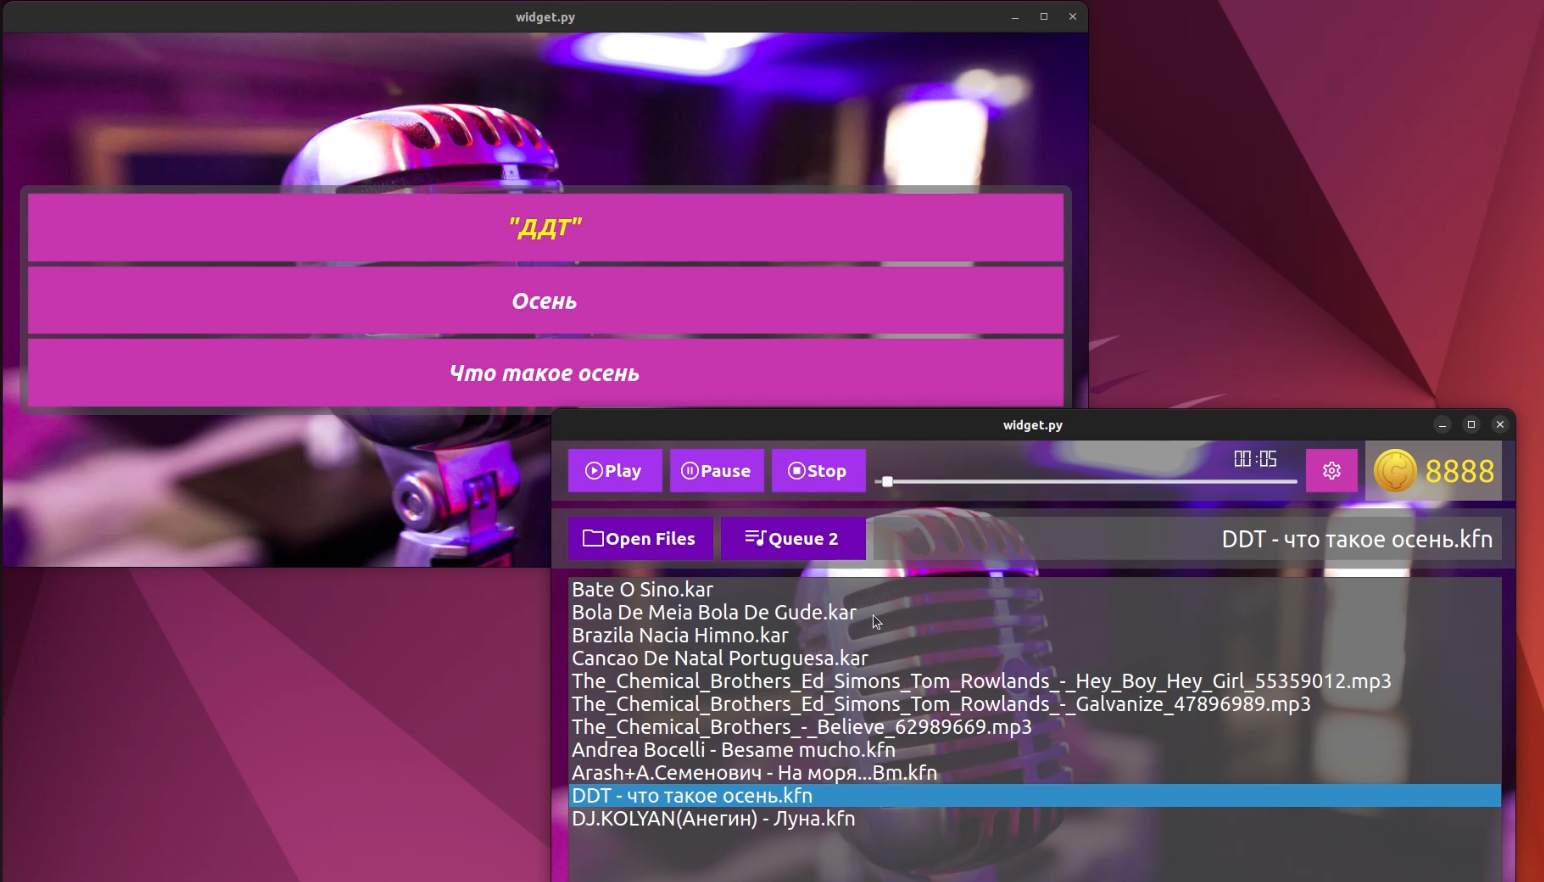 widget.py
"ДДТ"
Осень
Что такое осень
widget.py
Play Pause Stop 00:05 8888
Open Files Queue 2 DDT - что такое осень.kfn
Bate O Sino.kar
Bola De Meia Bola De Gude.kar
Brazila Nacia Himno.kar
Cancao De Natal Portuguesa.kar
The_Chemical_Brothers_Ed_Simons_Tom_Rowlands_-_Hey_Boy_Hey_Girl_55359012.mp3
The_Chemical_Brothers_Ed_Simons_Tom_Rowlands_-_Galvanize_47896989.mp3
The_Chemical_Brothers_-_Believe_62989669.mp3
Andrea Bocelli - Besame mucho.kfn
Arash+А.Семенович - На моря...Bm.kfn
DDT - что такое осень.kfn
DJ.KOLYAN(Анегин) - Луна.kfn